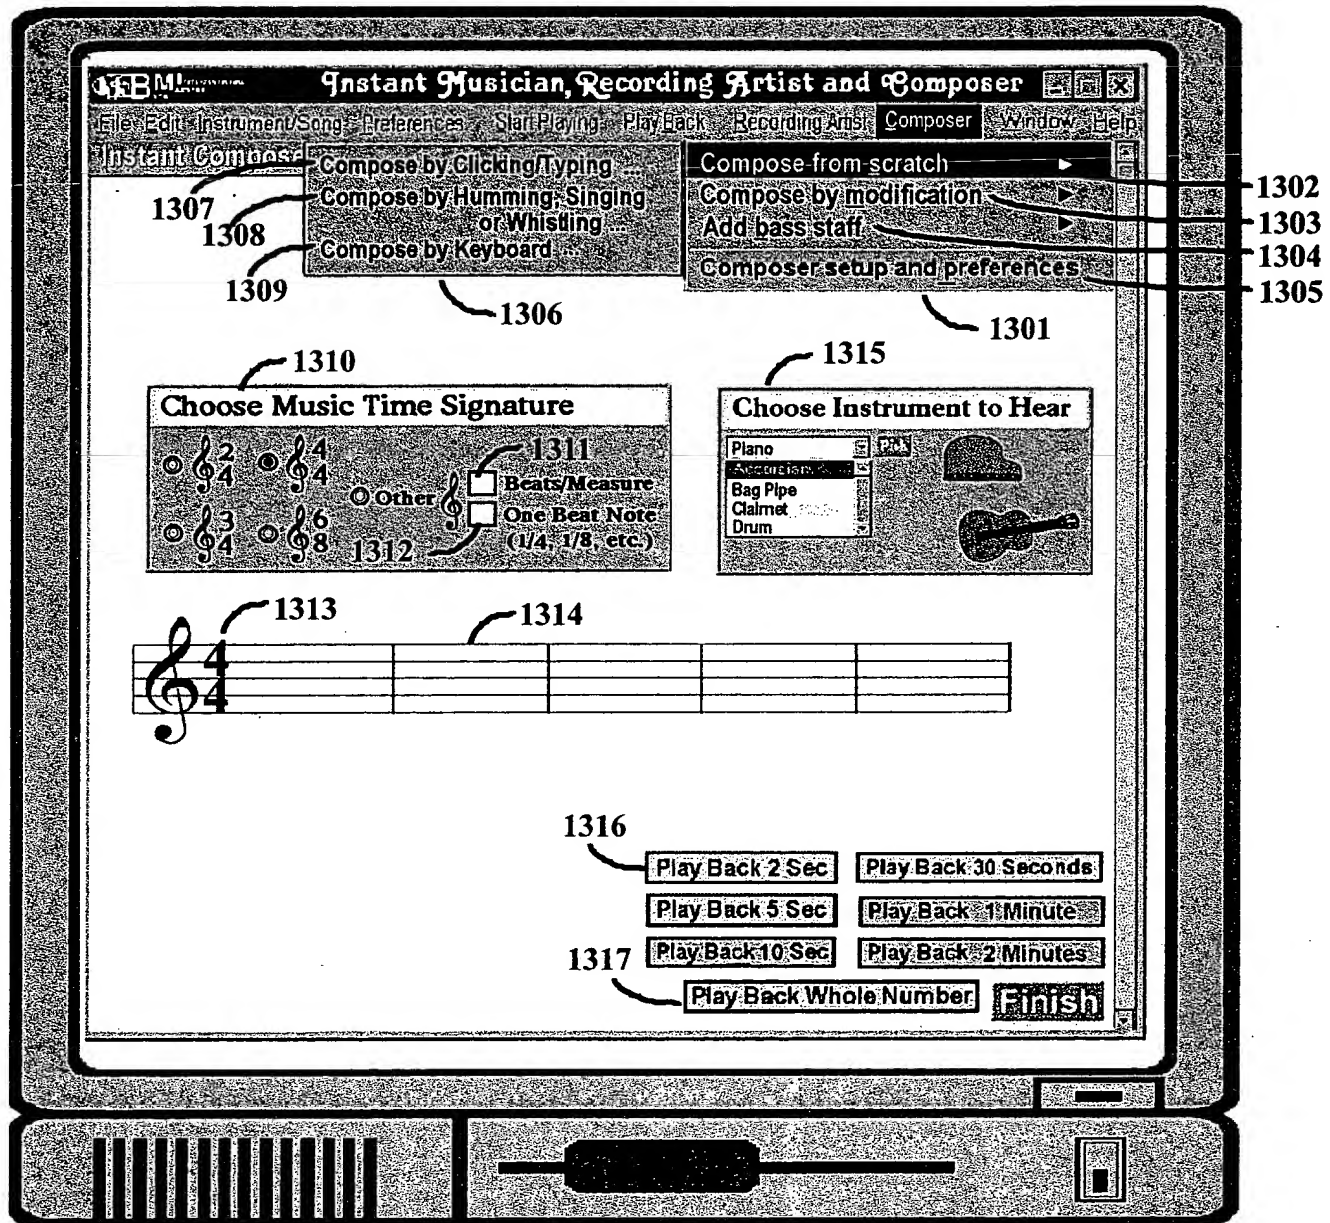 Instant Musician, Recording Artist and Composer
File Edit Instrument/Song Preferences Start Playing Play Back Recording Artist Composer Window Help
Instant Compose
Compose by Clicking/Typing ...
Compose by Humming, Singing
or Whistling ...
Compose by Keyboard ...
Compose-from-scratch
Compose by modification
Add bass staff
Composer setup and preferences
1302
1303
1304
1305
1307
1308
1309
1306
1301
1310
1315
Choose Music Time Signature
2
4
4
4
3
4
6
8
Other
1311
Beats/Measure
One Beat Note
(1/4, 1/8, etc.)
1312
Choose Instrument to Hear
Piano
Pick
Accordian
Bag Pipe
Clairnet
Drum
1313
1314
4
4
1316
Play Back 2 Sec
Play Back 30 Seconds
Play Back 5 Sec
Play Back 1 Minute
Play Back 10 Sec
Play Back 2 Minutes
1317
Play Back Whole Number
Finish